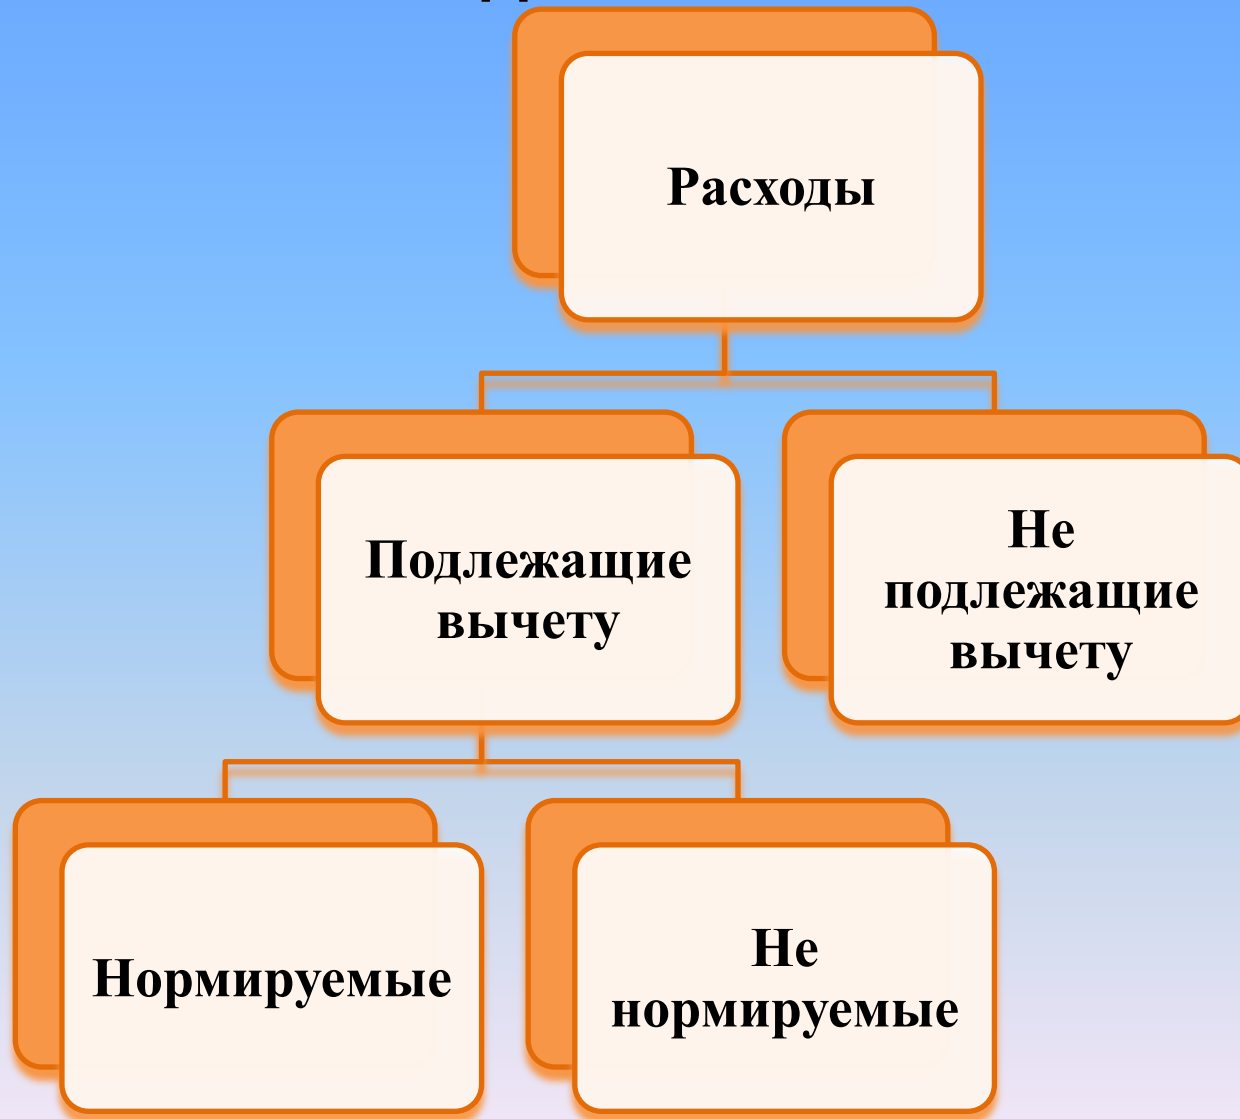 Расходы
Подлежащие
вычету
Не
подлежащие
вычету
Нормируемые
Не
нормируемые